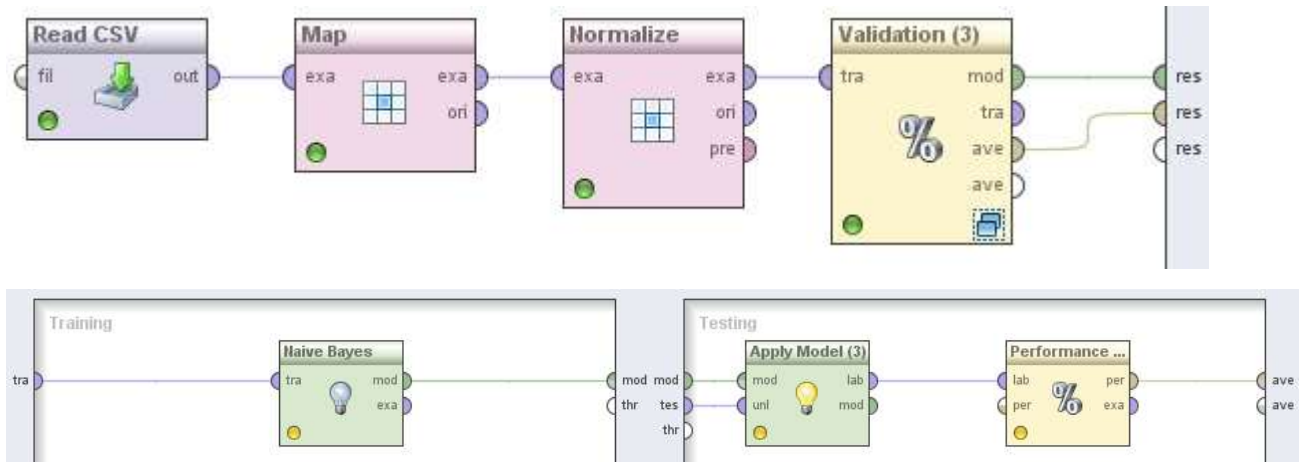 Read CSV
Map
Normalize
Validation (3)
fil out
exa exa
ori
exa exa
ori
pre
tra mod
tra
ave
ave
res
res
res
Training
Testing
Naive Bayes
Apply Model (3)
Performance ...
tra
tra mod
exa
mod
thr
mod
tes
thr
mod lab
unl mod
lab per
per exa
ave
ave